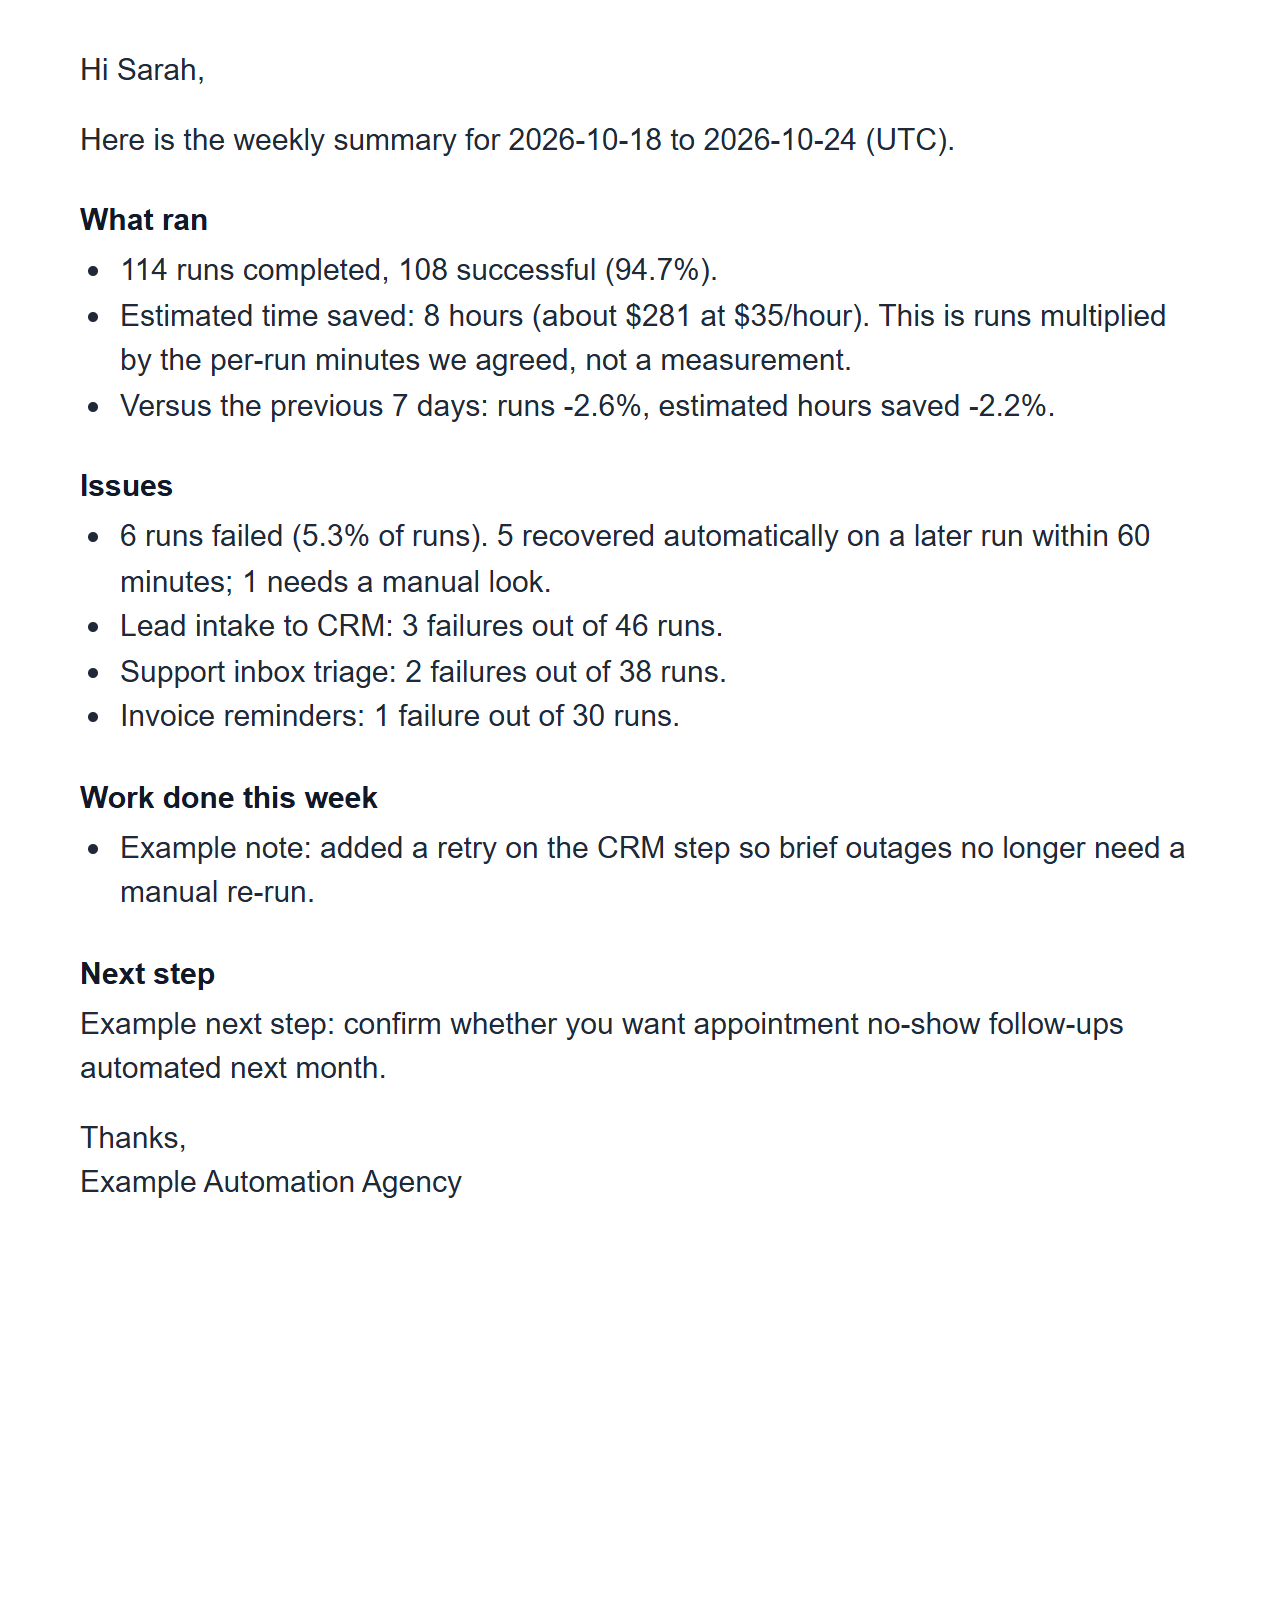 Hi Sarah,
Here is the weekly summary for 2026-10-18 to 2026-10-24 (UTC).
What ran
• 114 runs completed, 108 successful (94.7%).
• Estimated time saved: 8 hours (about $281 at $35/hour). This is runs multiplied
by the per-run minutes we agreed, not a measurement.
• Versus the previous 7 days: runs -2.6%, estimated hours saved -2.2%.
Issues
• 6 runs failed (5.3% of runs). 5 recovered automatically on a later run within 60
minutes; 1 needs a manual look.
• Lead intake to CRM: 3 failures out of 46 runs.
• Support inbox triage: 2 failures out of 38 runs.
• Invoice reminders: 1 failure out of 30 runs.
Work done this week
• Example note: added a retry on the CRM step so brief outages no longer need a
manual re-run.
Next step
Example next step: confirm whether you want appointment no-show follow-ups
automated next month.
Thanks,
Example Automation Agency